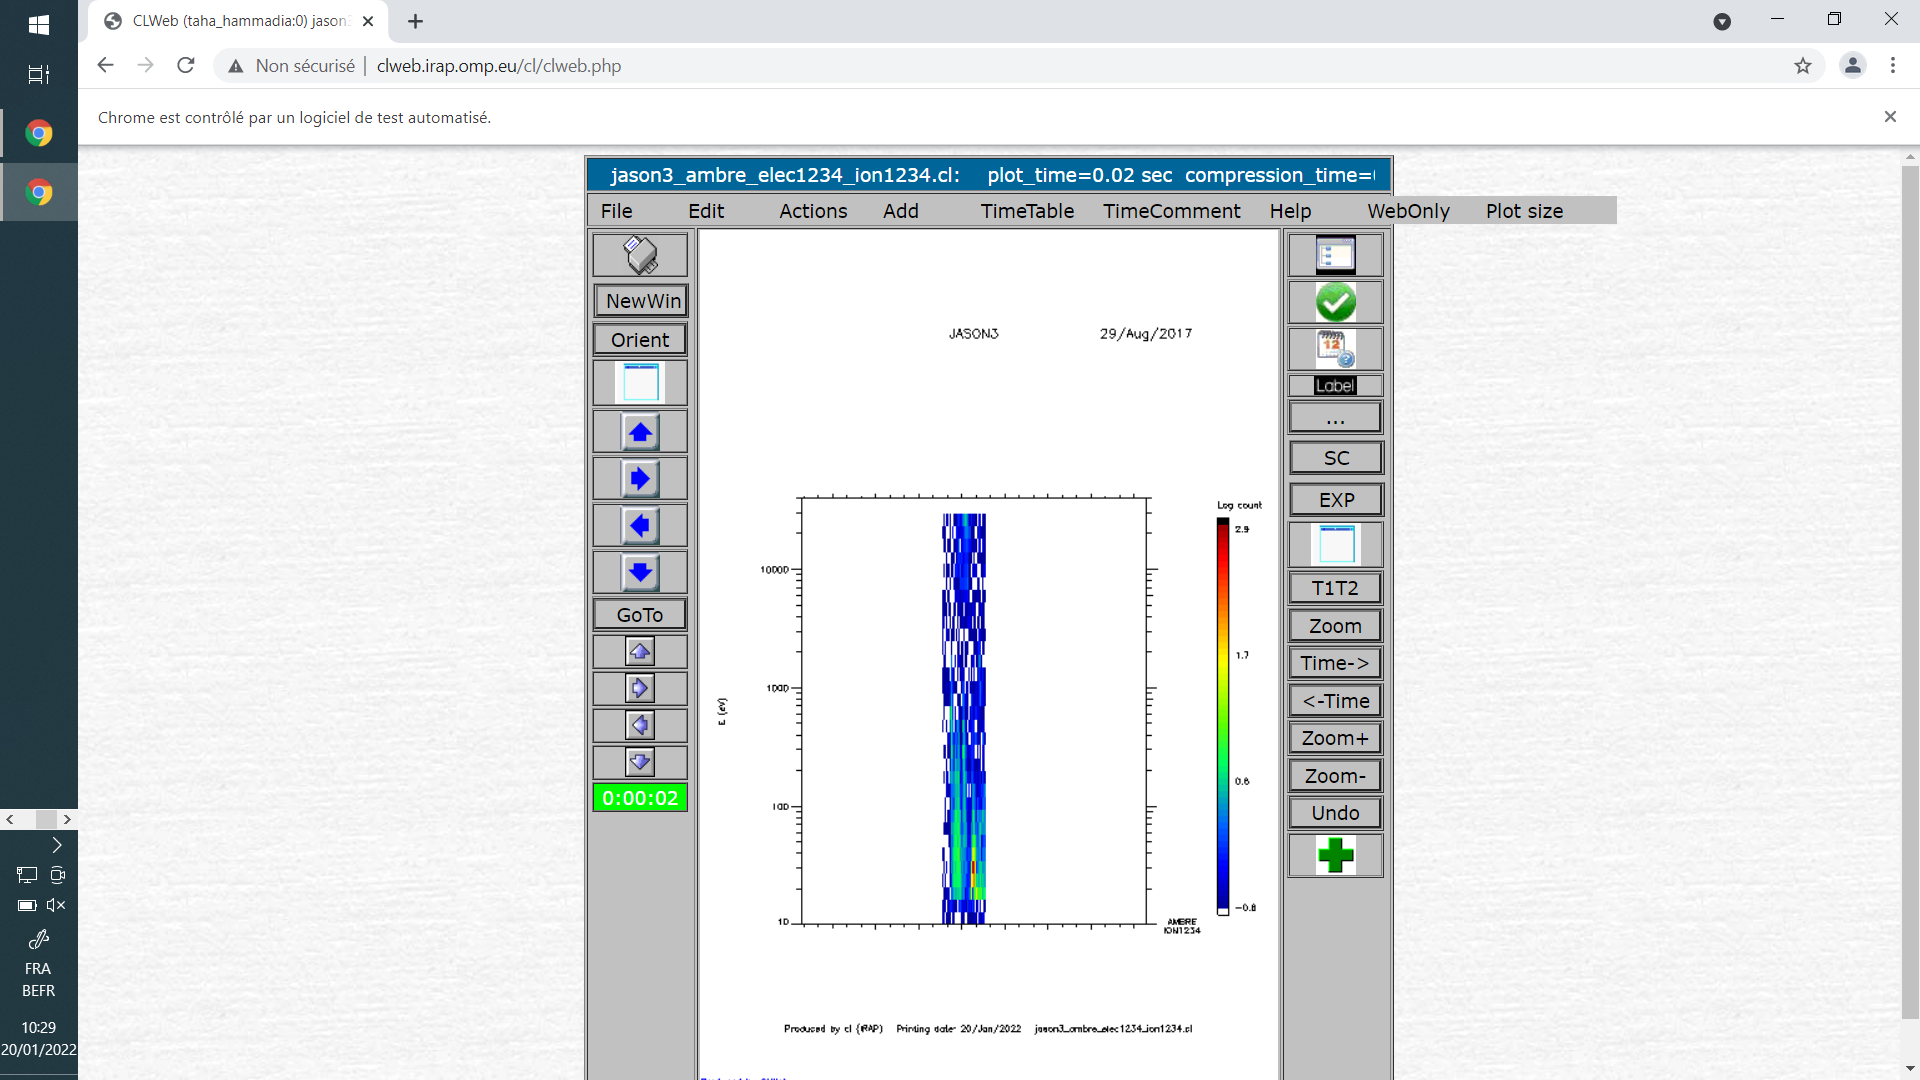 CLWeb (taha_hammadia:0) jason3
Non sécurisé | clweb.irap.omp.eu/cl/clweb.php
Chrome est contrôlé par un logiciel de test automatisé.
jason3_ambre_elec1234_ion1234.cl: plot_time=0.02 sec compression_time=
File Edit Actions Add TimeTable TimeComment Help WebOnly Plot size
NewWin
Orient
GoTo
0:00:02
JASON3 29/Aug/2017
E (eV)
10000
1000
100
10
Log count
2.9
1.7
0.6
-0.6
AMBRE
ION1234
Produced by cl (IRAP) Printing date: 20/Jan/2022 jason3_ambre_elec1234_ion1234.cl
12
Label
...
SC
EXP
T1T2
Zoom
Time->
<-Time
Zoom+
Zoom-
Undo
FRA
BEFR
10:29
20/01/2022